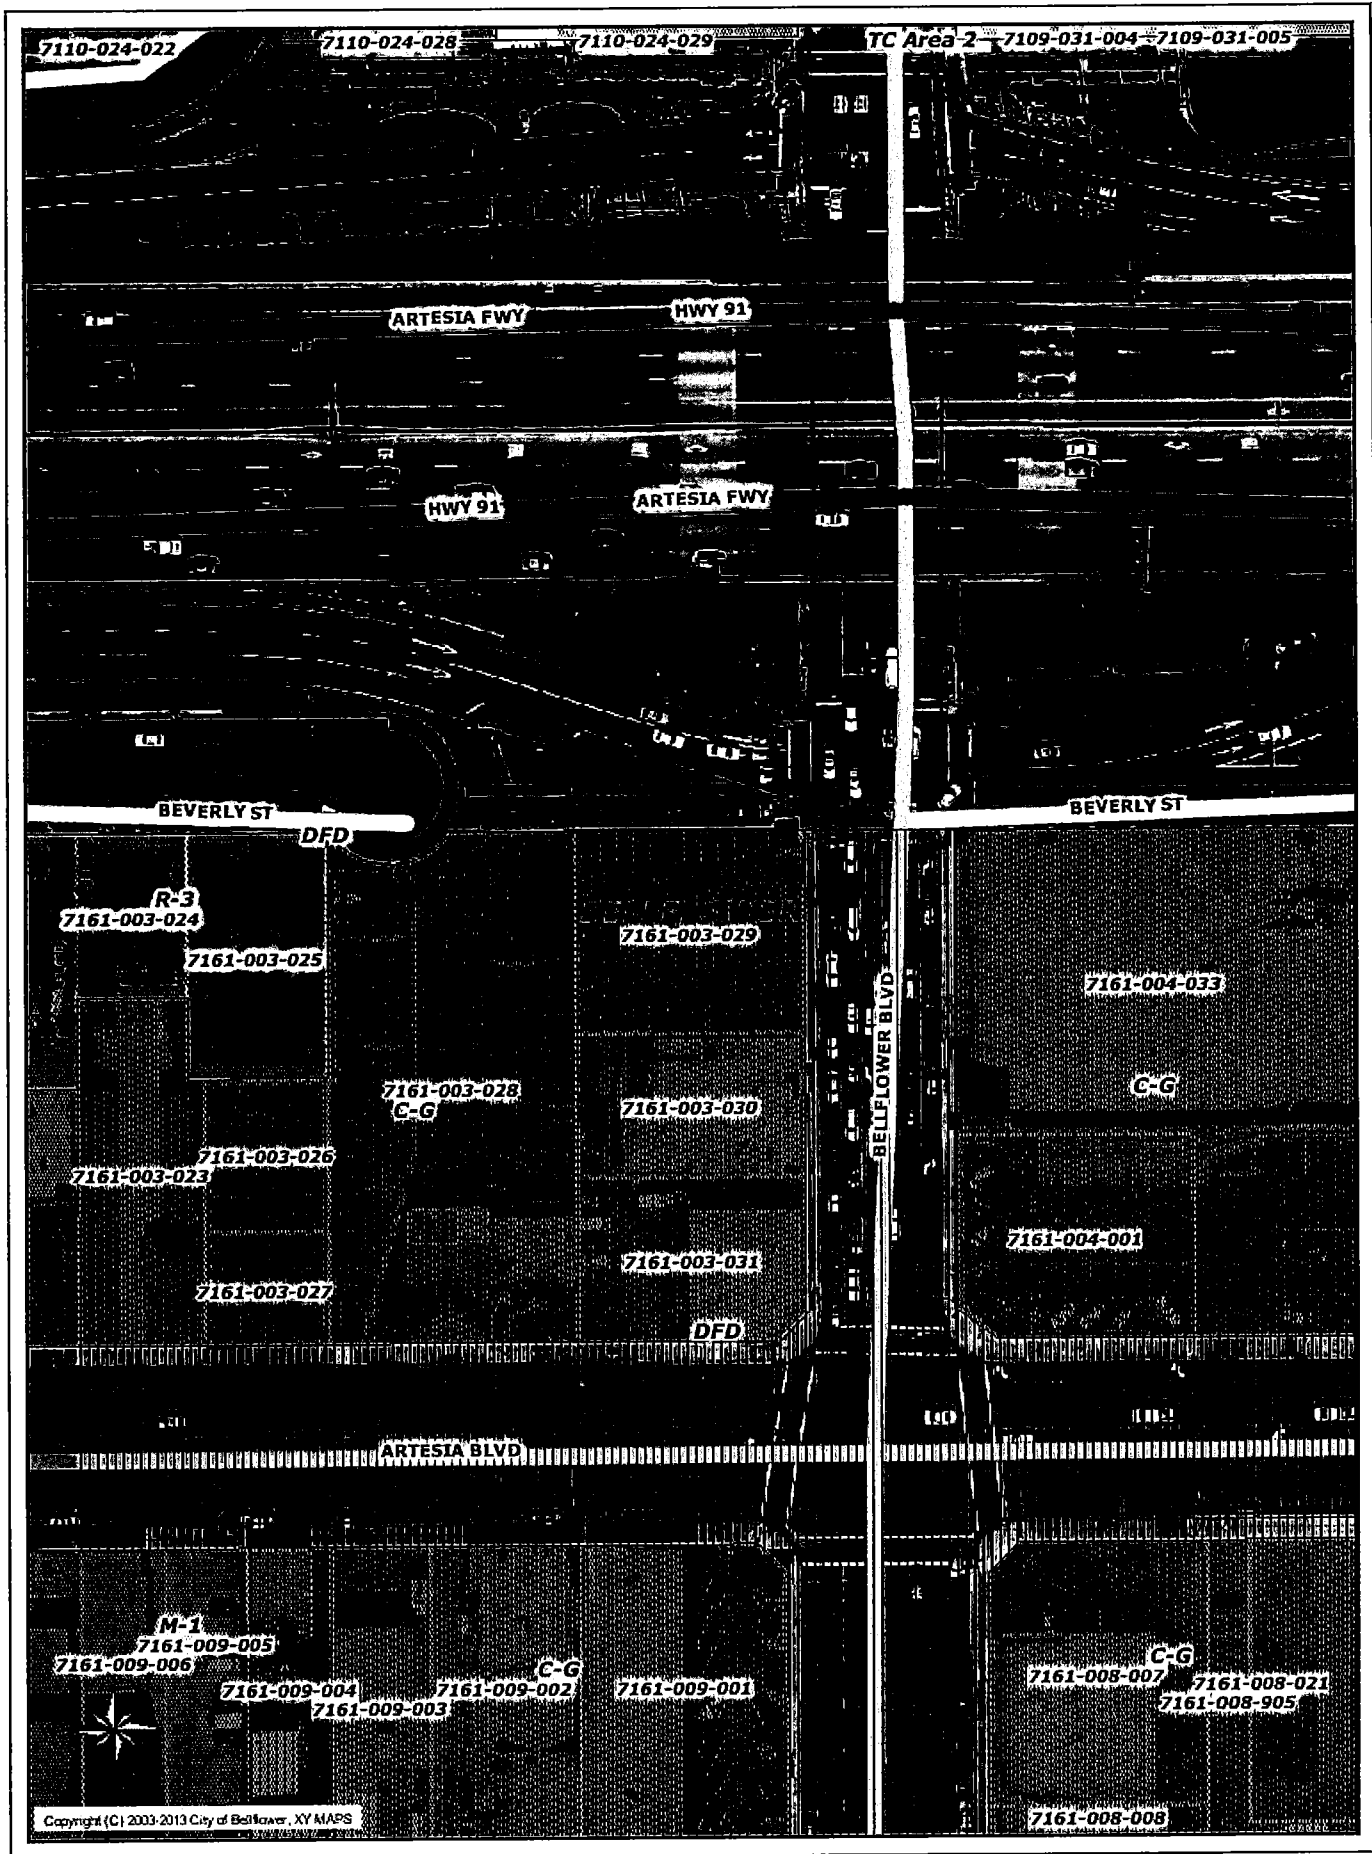 7110-024-022
7110-024-028
7110-024-029
TC Area 2
7109-031-004
7109-031-005
ARTESIA FWY
HWY 91
HWY 91
ARTESIA FWY
BEVERLY ST
BEVERLY ST
DFD
R-3
7161-003-024
7161-003-025
7161-003-029
7161-004-033
BELLFLOWER BLVD
7161-003-028
C-G
7161-003-030
C-G
7161-003-026
7161-003-023
7161-004-001
7161-003-031
7161-003-027
DFD
ARTESIA BLVD
M-1
7161-009-005
7161-009-006
C-G
7161-009-004
7161-009-002
7161-009-001
7161-009-003
C-G
7161-008-007
7161-008-021
7161-008-905
7161-008-008
Copyright (C) 2003-2013 City of Bellflower, XY MAPS